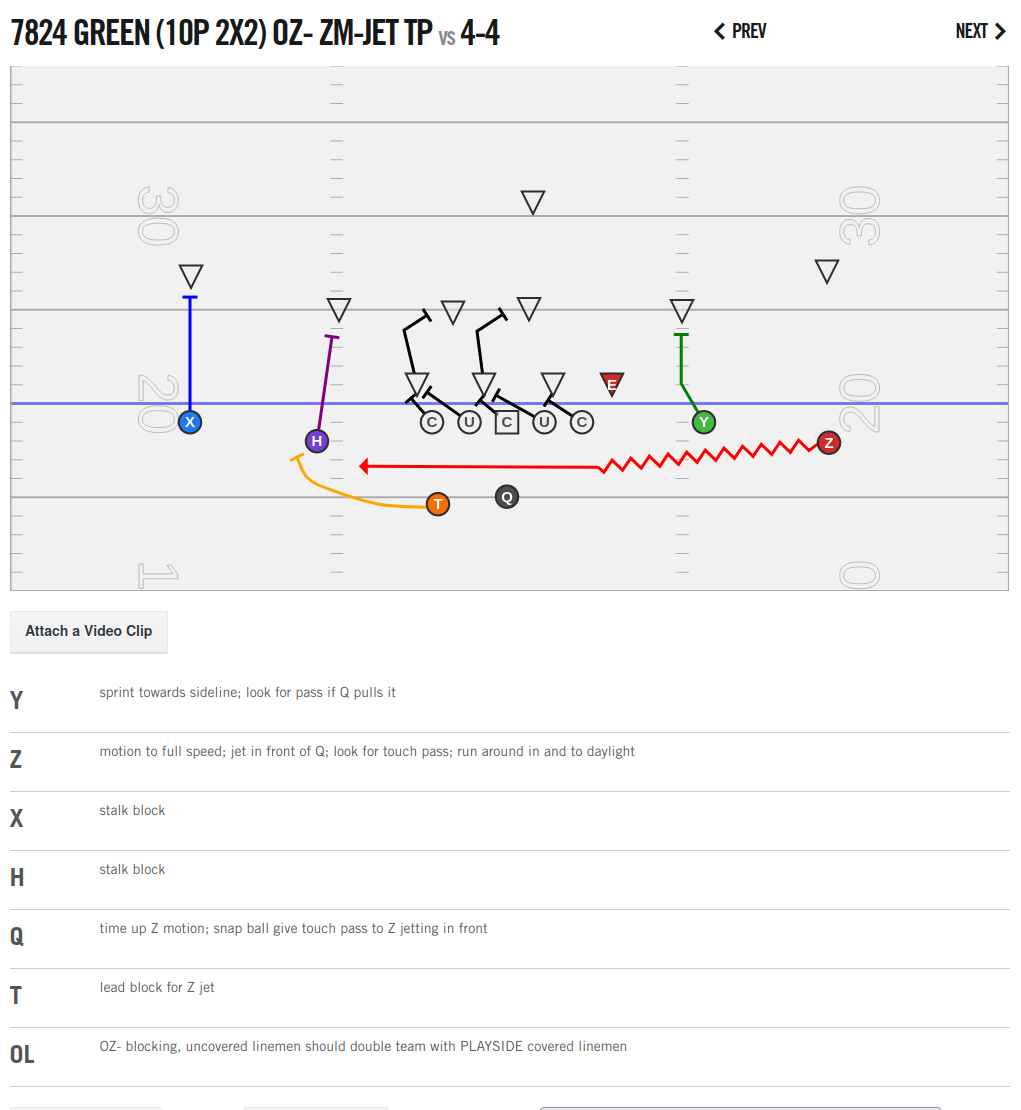 7824 GREEN (10P 2X2) OZ- ZM-JET TP vs 4-4
PREV
NEXT
30
30
E
20
20
X
H
C
U
C
U
C
Y
Z
T
Q
1
0
Attach a Video Clip
Y
sprint towards sideline; look for pass if Q pulls it
Z
motion to full speed; jet in front of Q; look for touch pass; run around in and to daylight
X
stalk block
H
stalk block
Q
time up Z motion; snap ball give touch pass to Z jetting in front
T
lead block for Z jet
OL
OZ- blocking, uncovered linemen should double team with PLAYSIDE covered linemen